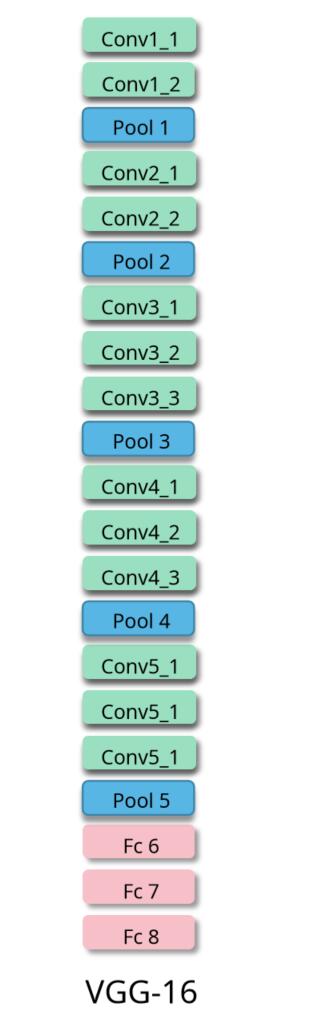 Conv1_1
Conv1_2
Pool 1
Conv2_1
Conv2_2
Pool 2
Conv3_1
Conv3_2
Conv3_3
Pool 3
Conv4_1
Conv4_2
Conv4_3
Pool 4
Conv5_1
Conv5_1
Conv5_1
Pool 5
Fc 6
Fc 7
Fc 8
VGG-16